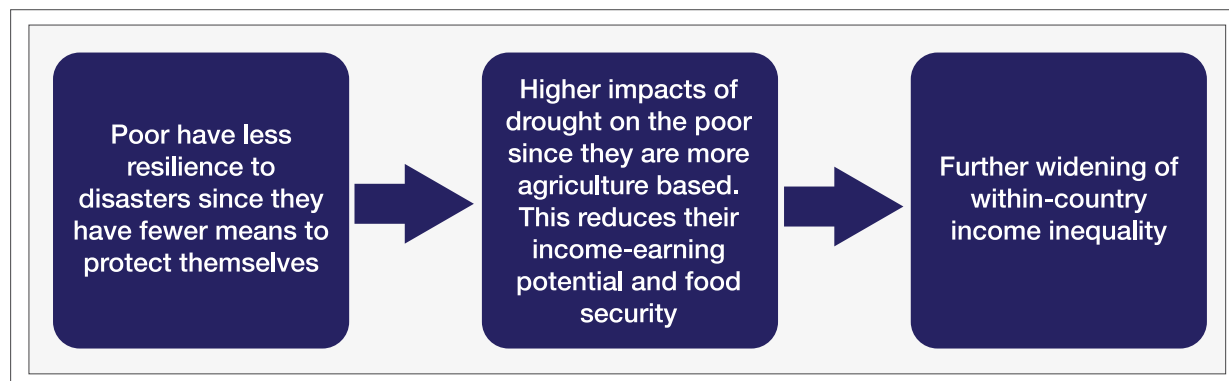 Poor have less
resilience to
disasters since they
have fewer means to
protect themselves
Higher impacts of
drought on the poor
since they are more
agriculture based.
This reduces their
income-earning
potential and food
security
Further widening of
within-country
income inequality